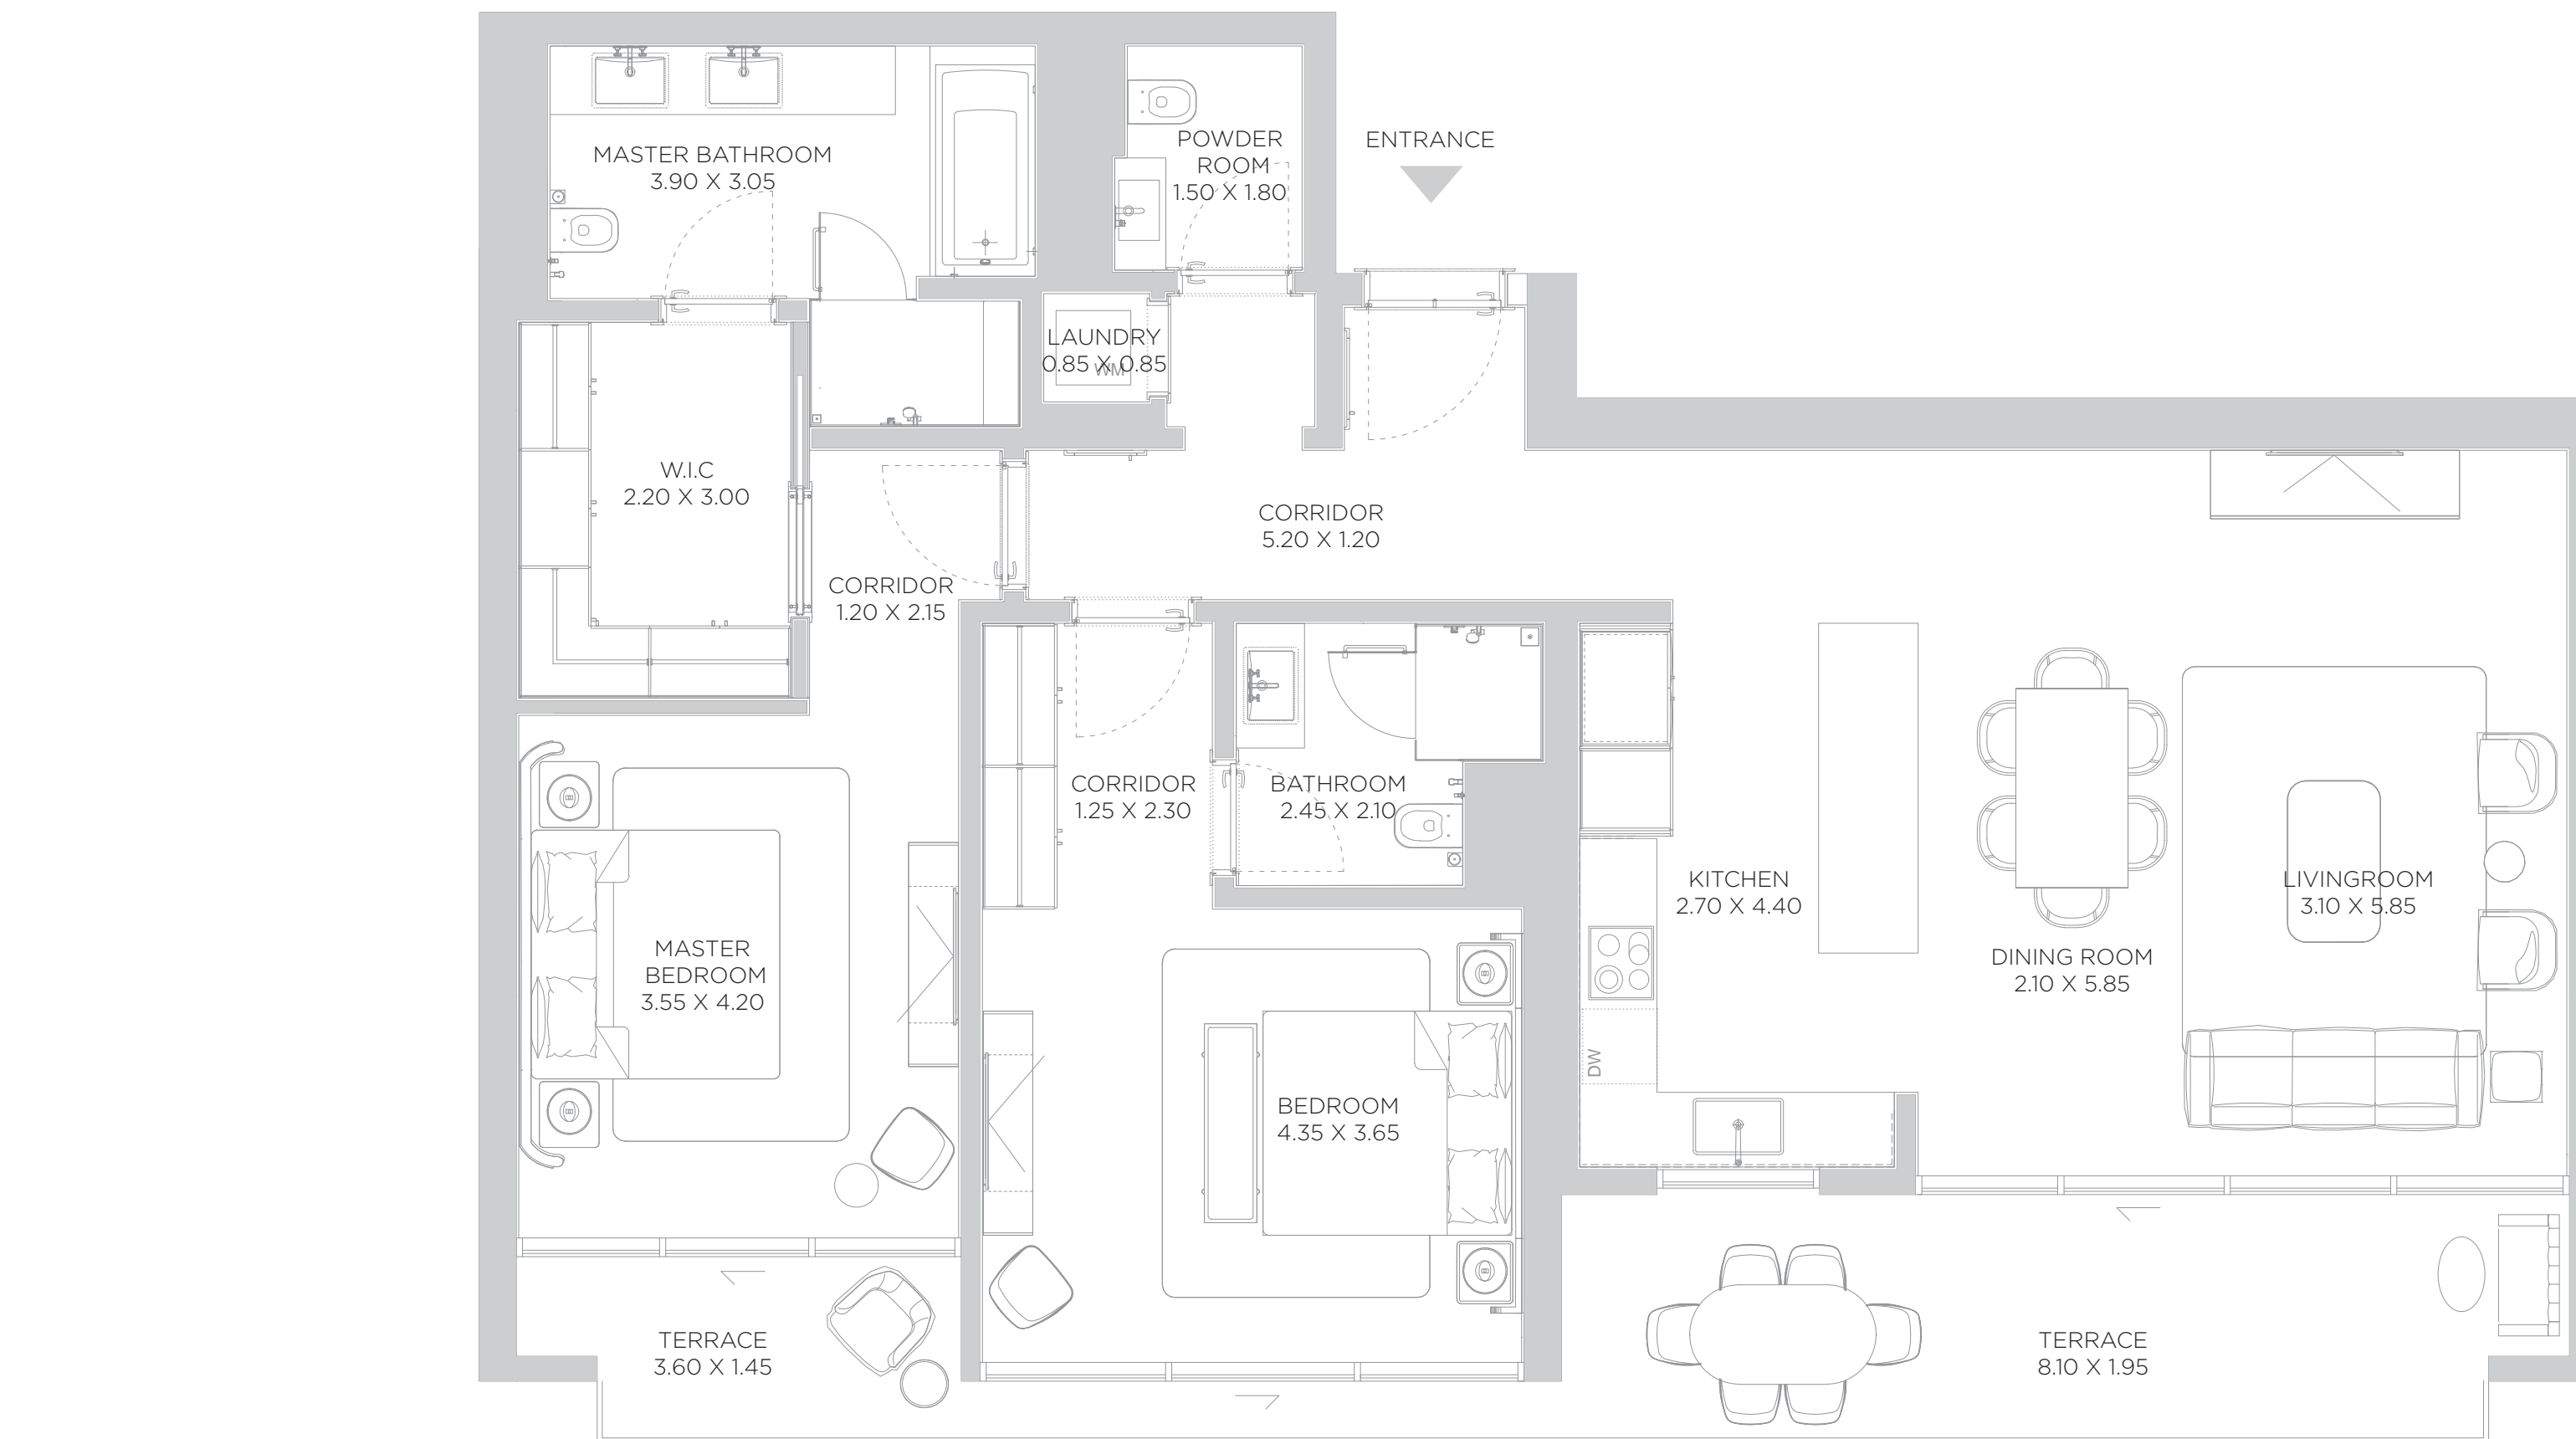 MASTER BATHROOM
3.90 X 3.05
POWDER
ROOM
1.50 X 1.80
ENTRANCE
LAUNDRY
0.85 X 0.85
WM
W.I.C
2.20 X 3.00
CORRIDOR
5.20 X 1.20
CORRIDOR
1.20 X 2.15
CORRIDOR
1.25 X 2.30
BATHROOM
2.45 X 2.10
KITCHEN
2.70 X 4.40
LIVINGROOM
3.10 X 5.85
MASTER
BEDROOM
3.55 X 4.20
DINING ROOM
2.10 X 5.85
DW
BEDROOM
4.35 X 3.65
TERRACE
3.60 X 1.45
TERRACE
8.10 X 1.95